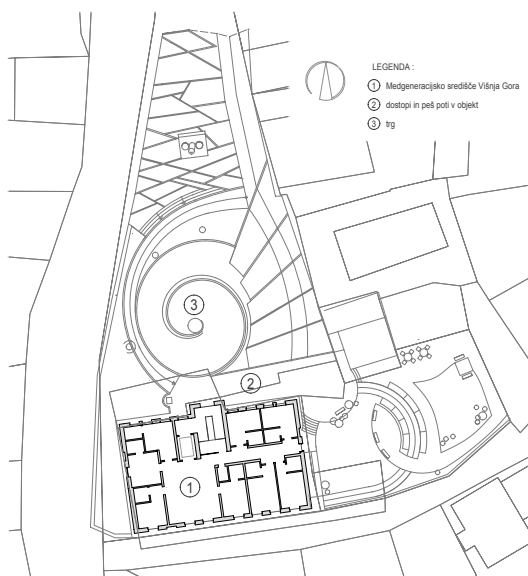 LEGENDA :
1 Medgeneracijsko središče Višnja Gora
2 dostopi in peš poti v objekt
3 trg
3
2
1